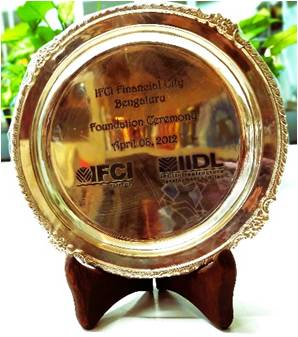 IFCI Financial City
Bengaluru
Foundation Ceremony
April 08, 2012
IFCI
IIDL